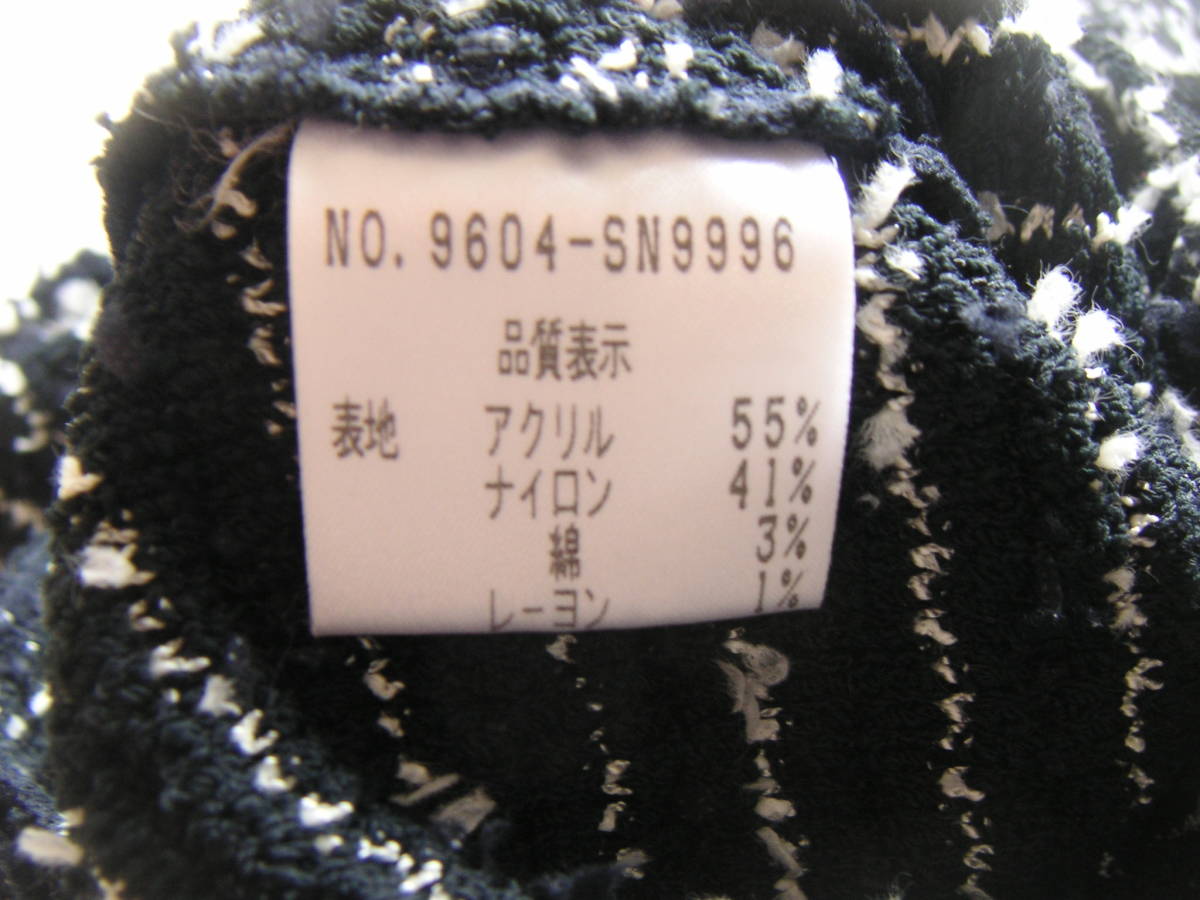 NO. 9604-SN9996
品質表示
表地 アクリル 55%
ナイロン 41%
綿 3%
レーヨン 1%